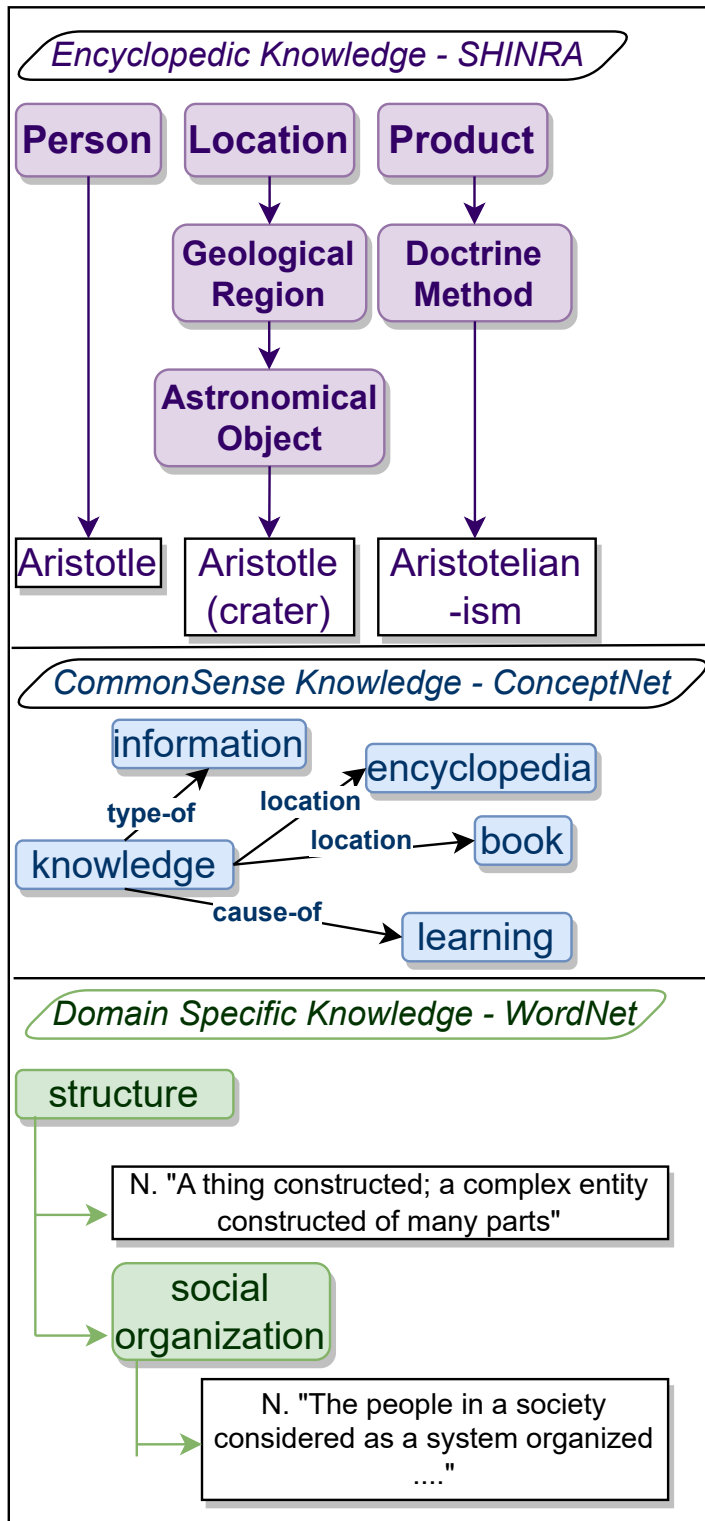 Encyclopedic Knowledge - SHINRA
Person
Location
Product
Geological
Region
Doctrine
Method
Astronomical
Object
Aristotle
Aristotle
(crater)
Aristotelian
-ism
CommonSense Knowledge - ConceptNet
information
encyclopedia
location
type-of
location
book
knowledge
cause-of
learning
Domain Specific Knowledge - WordNet
structure
N. "A thing constructed; a complex entity
constructed of many parts"
social
organization
N. "The people in a society
considered as a system organized
...."